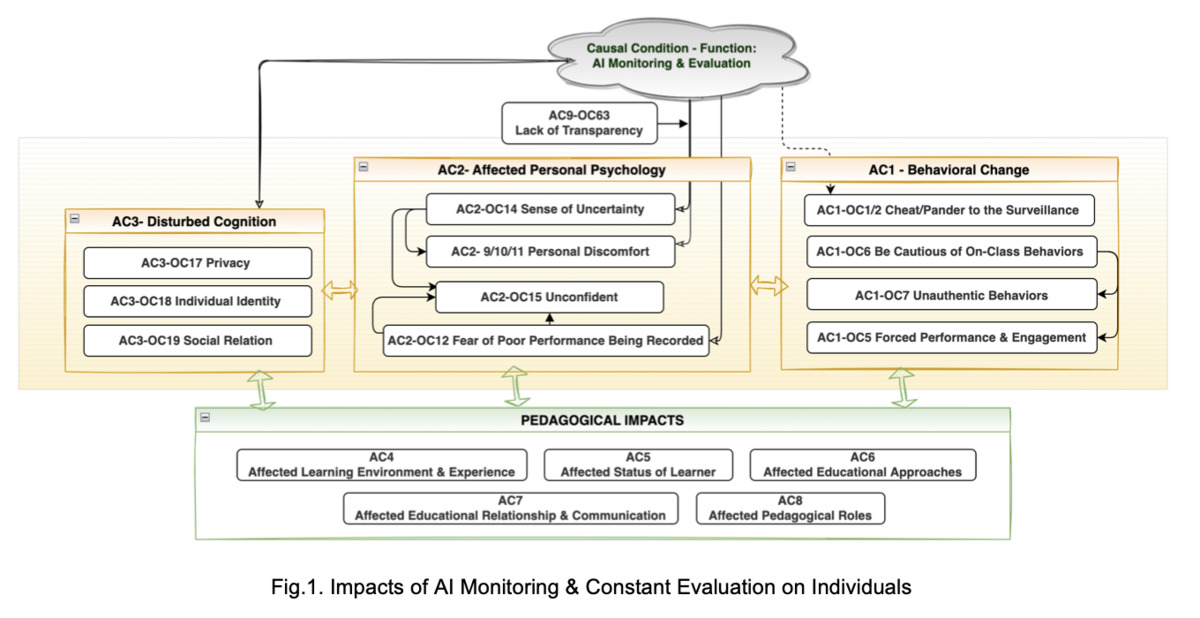 Causal Condition - Function:
AI Monitoring & Evaluation
AC9-OC63
Lack of Transparency
AC3- Disturbed Cognition
AC3-OC17 Privacy
AC3-OC18 Individual Identity
AC3-OC19 Social Relation
AC2- Affected Personal Psychology
AC2-OC14 Sense of Uncertainty
AC2- 9/10/11 Personal Discomfort
AC2-OC15 Unconfident
AC2-OC12 Fear of Poor Performance Being Recorded
AC1 - Behavioral Change
AC1-OC1/2 Cheat/Pander to the Surveillance
AC1-OC6 Be Cautious of On-Class Behaviors
AC1-OC7 Unauthentic Behaviors
AC1-OC5 Forced Performance & Engagement
PEDAGOGICAL IMPACTS
AC4
Affected Learning Environment & Experience
AC5
Affected Status of Learner
AC6
Affected Educational Approaches
AC7
Affected Educational Relationship & Communication
AC8
Affected Pedagogical Roles
Fig.1. Impacts of AI Monitoring & Constant Evaluation on Individuals